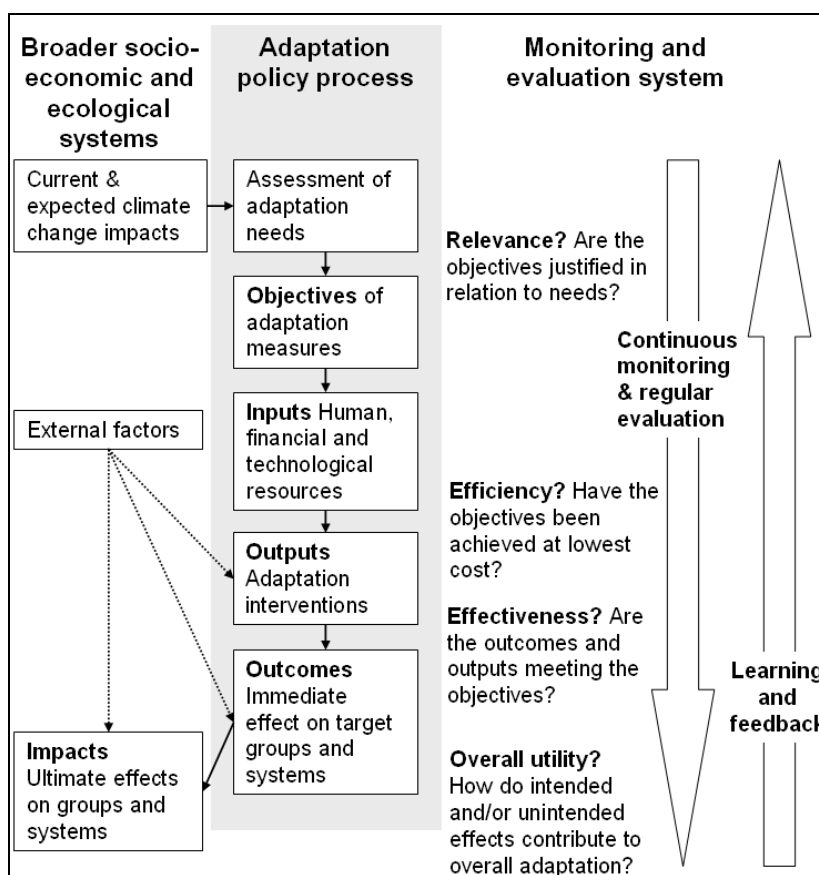 Broader socio-
economic and
ecological
systems
Adaptation
policy process
Monitoring and
evaluation system
Current &
expected climate
change impacts
Assessment of
adaptation
needs
Relevance? Are the
objectives justified in
relation to needs?
Objectives of
adaptation
measures
Continuous
monitoring
& regular
evaluation
Inputs Human,
financial and
technological
resources
External factors
Efficiency? Have the
objectives been
achieved at lowest
cost?
Outputs
Adaptation
interventions
Effectiveness? Are
the outcomes and
outputs meeting the
objectives?
Outcomes
Immediate
effect on target
groups and
systems
Learning
and
feedback
Impacts
Ultimate effects
on groups and
systems
Overall utility?
How do intended
and/or unintended
effects contribute to
overall adaptation?